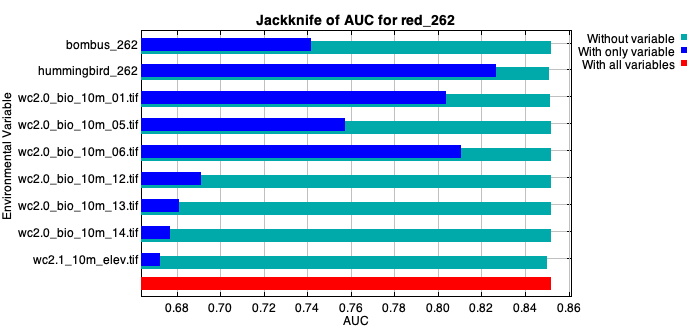 Jackknife of AUC for red_262
Without variable
With only variable
With all variables
Environmental Variable
bombus_262
hummingbird_262
wc2.0_bio_10m_01.tif
wc2.0_bio_10m_05.tif
wc2.0_bio_10m_06.tif
wc2.0_bio_10m_12.tif
wc2.0_bio_10m_13.tif
wc2.0_bio_10m_14.tif
wc2.1_10m_elev.tif
0.68 0.70 0.72 0.74 0.76 0.78 0.80 0.82 0.84 0.86
AUC